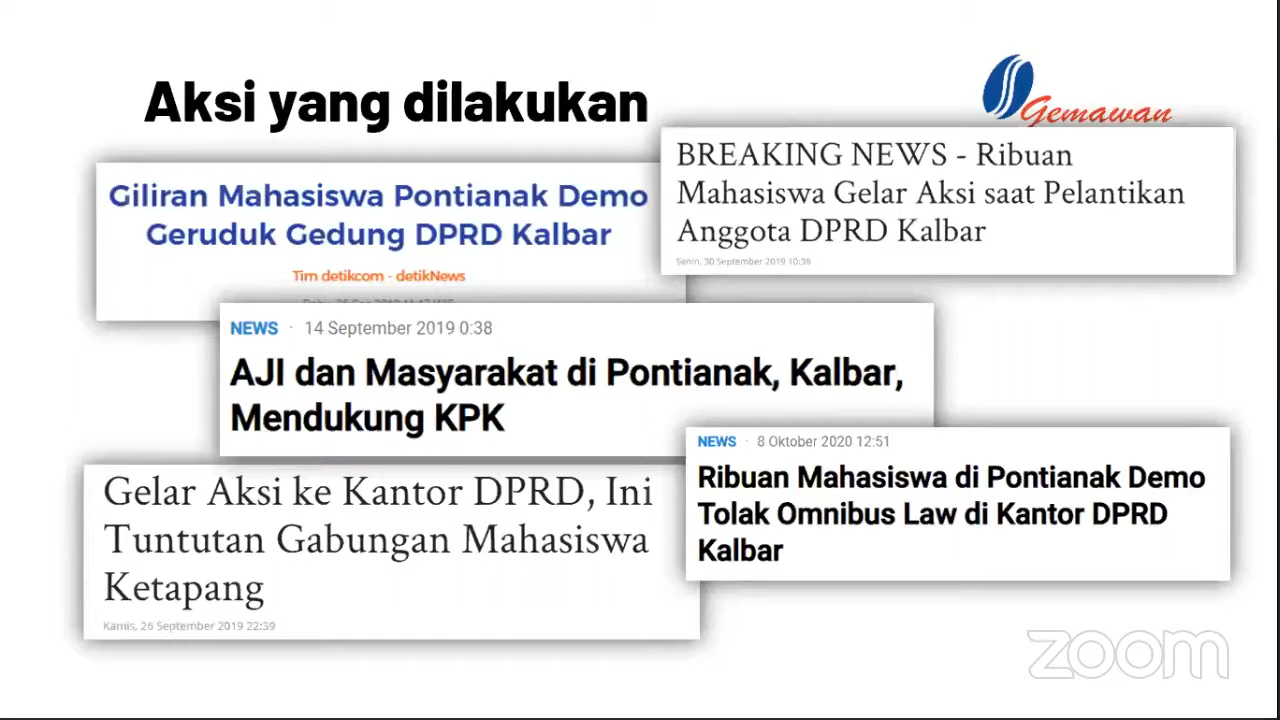 Aksi yang dilakukan
Gemawan
Giliran Mahasiswa Pontianak Demo
Geruduk Gedung DPRD Kalbar
Tim detikcom - detikNews
BREAKING NEWS - Ribuan
Mahasiswa Gelar Aksi saat Pelantikan
Anggota DPRD Kalbar
Senin, 30 September 2019 10:36
NEWS · 14 September 2019 0:38
AJI dan Masyarakat di Pontianak, Kalbar,
Mendukung KPK
NEWS · 8 Oktober 2020 12:51
Ribuan Mahasiswa di Pontianak Demo
Tolak Omnibus Law di Kantor DPRD
Kalbar
Gelar Aksi ke Kantor DPRD, Ini
Tuntutan Gabungan Mahasiswa
Ketapang
Kamis, 26 September 2019 22:39
zoom